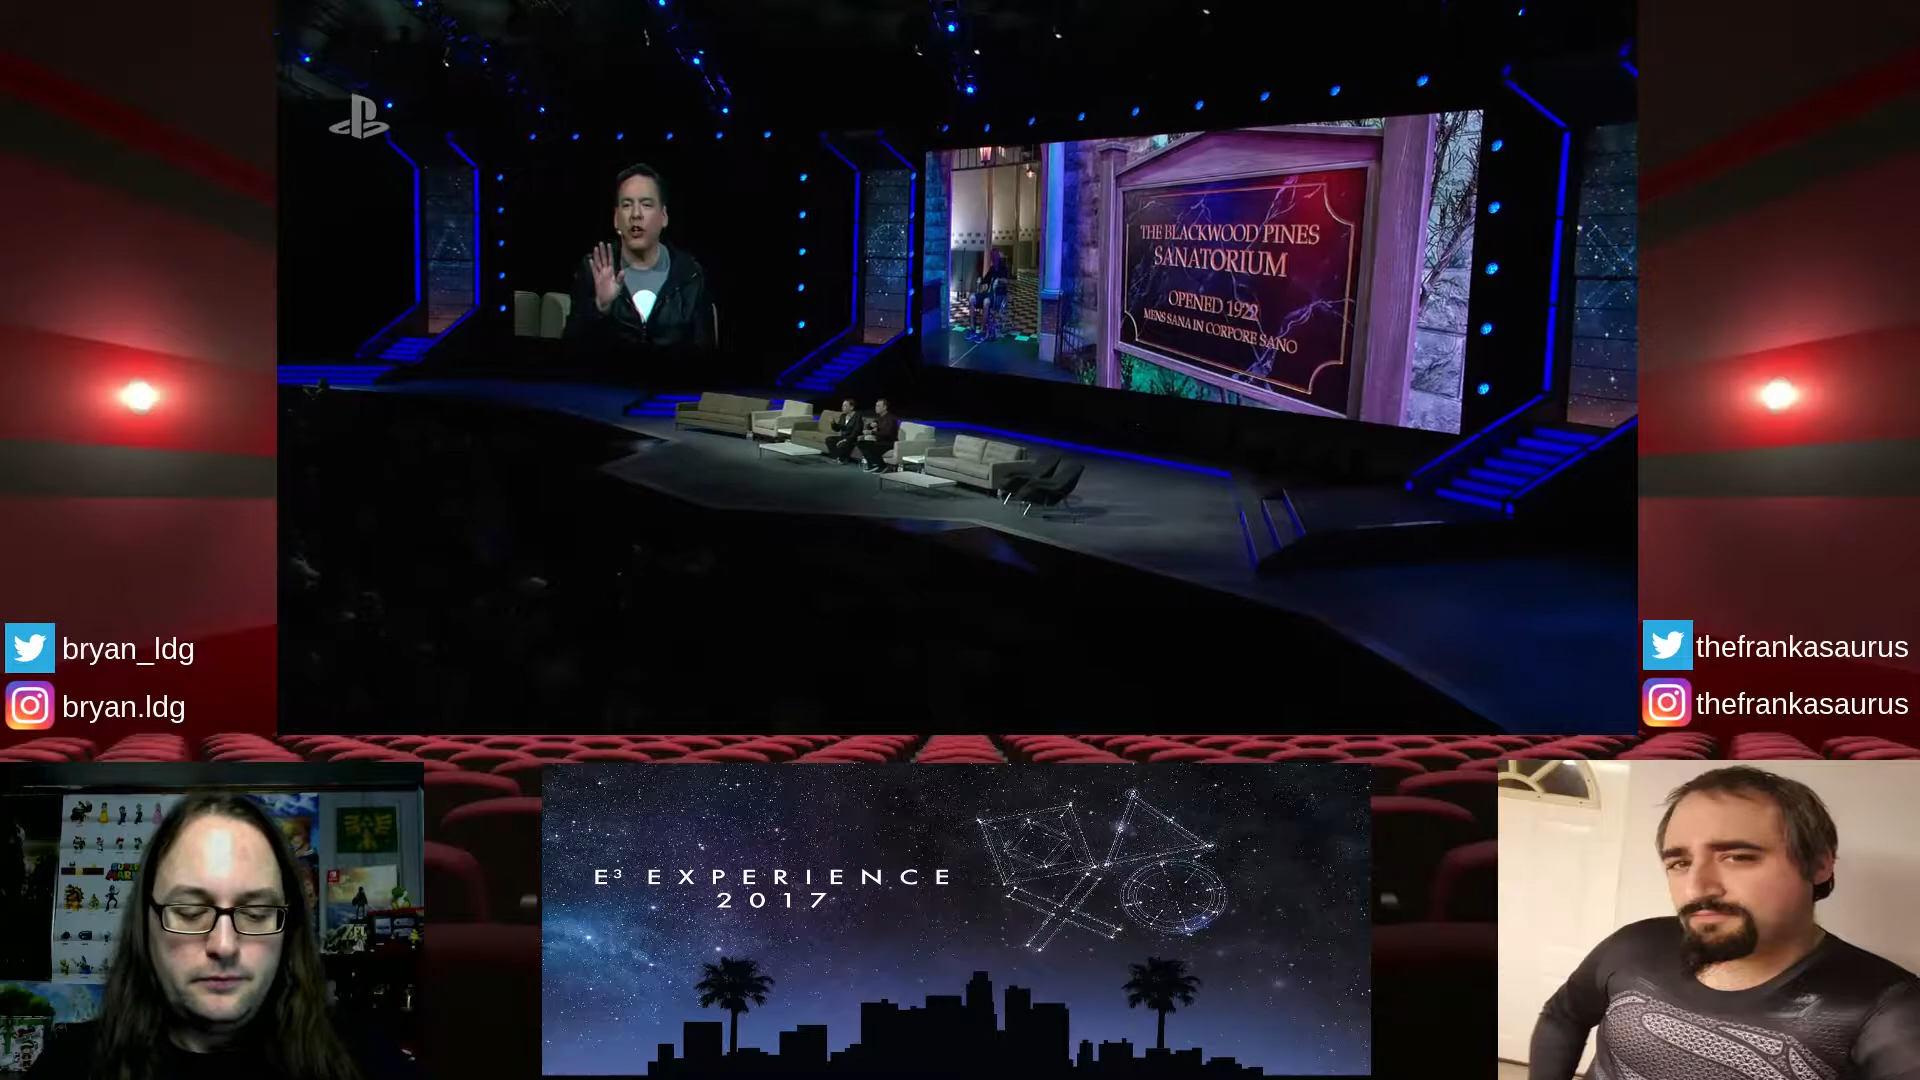 THE BLACKWOOD PINES
SANATORIUM
OPENED 1922
MENS SANA IN CORPORE SANO
bryan_ldg
bryan.ldg
thefrankasaurus
thefrankasaurus
E³ EXPERIENCE
2017